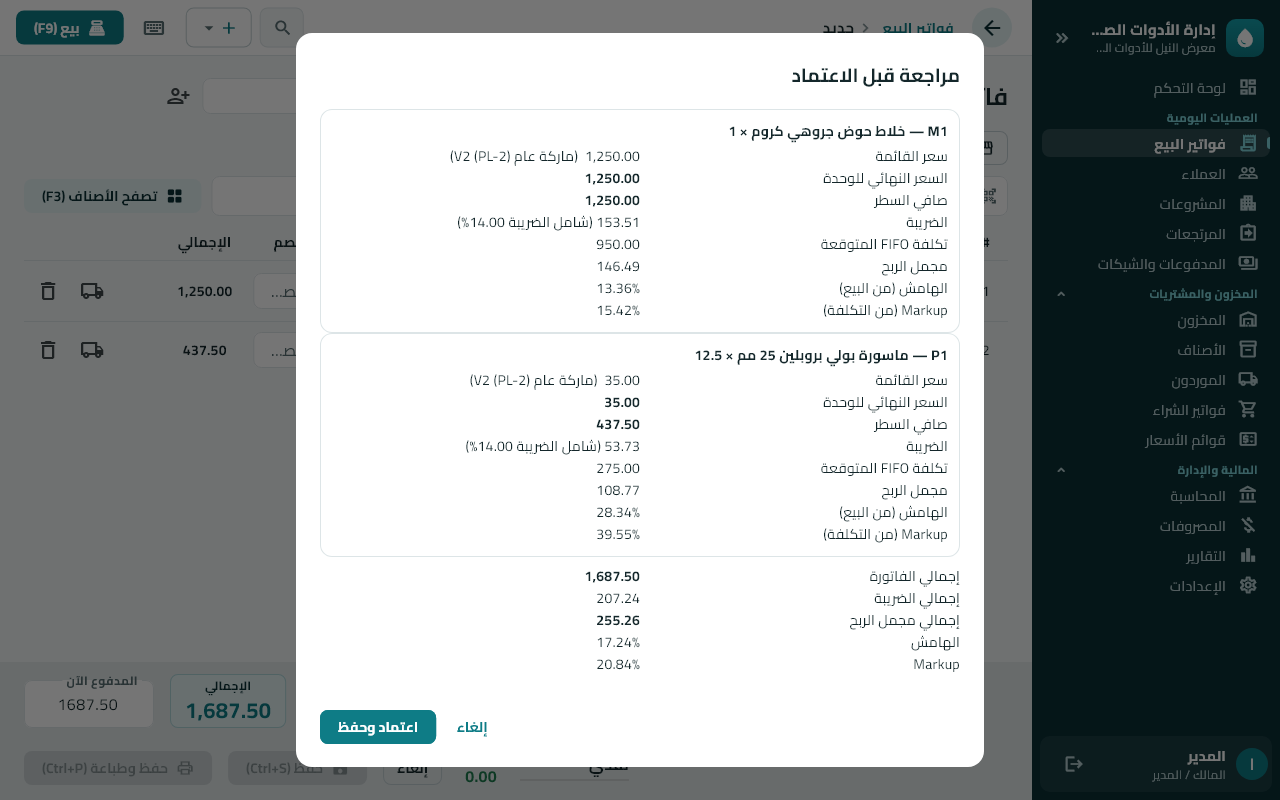 إدارة الأدوات الصـ...
معرض النيل للأدوات الـ...
لوحة التحكم
العمليات اليومية
فواتير البيع
العملاء
المشروعات
المرتجعات
المدفوعات والشيكات
المخزون والمشتريات
المخزون
الأصناف
الموردون
فواتير الشراء
قوائم الأسعار
المالية والإدارة
المحاسبة
المصروفات
التقارير
الإعدادات
المدير
المالك / المدير
فواتير البيع
جديد
بيع (F9)
تصفح الأصناف (F3)
#
الإجمالي
1
1,250.00
2
437.50
مراجعة قبل الاعتماد
M1 — خلاط حوض جروهي كروم × 1
سعر القائمة 1,250.00 (ماركة عام (PL-2) V2)
السعر النهائي للوحدة 1,250.00
صافي السطر 1,250.00
الضريبة 153.51 (شامل الضريبة 14.00%)
تكلفة FIFO المتوقعة 950.00
مجمل الربح 146.49
الهامش (من البيع) 13.36%
Markup (من التكلفة) 15.42%
P1 — ماسورة بولي بروبلين 25 مم × 12.5
سعر القائمة 35.00 (ماركة عام (PL-2) V2)
السعر النهائي للوحدة 35.00
صافي السطر 437.50
الضريبة 53.73 (شامل الضريبة 14.00%)
تكلفة FIFO المتوقعة 275.00
مجمل الربح 108.77
الهامش (من البيع) 28.34%
Markup (من التكلفة) 39.55%
إجمالي الفاتورة 1,687.50
إجمالي الضريبة 207.24
إجمالي مجمل الربح 255.26
الهامش 17.24%
Markup 20.84%
إلغاء
اعتماد وحفظ
الإجمالي
1,687.50
المدفوع الآن
1687.50
0.00
إلغاء
حفظ (Ctrl+S)
حفظ وطباعة (Ctrl+P)